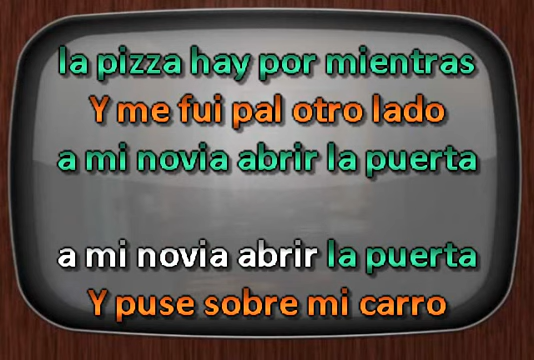 la pizza hay por mientras
Y me fui pal otro lado
a mi novia abrir la puerta
a mi novia abrir la puerta
Y puse sobre mi carro